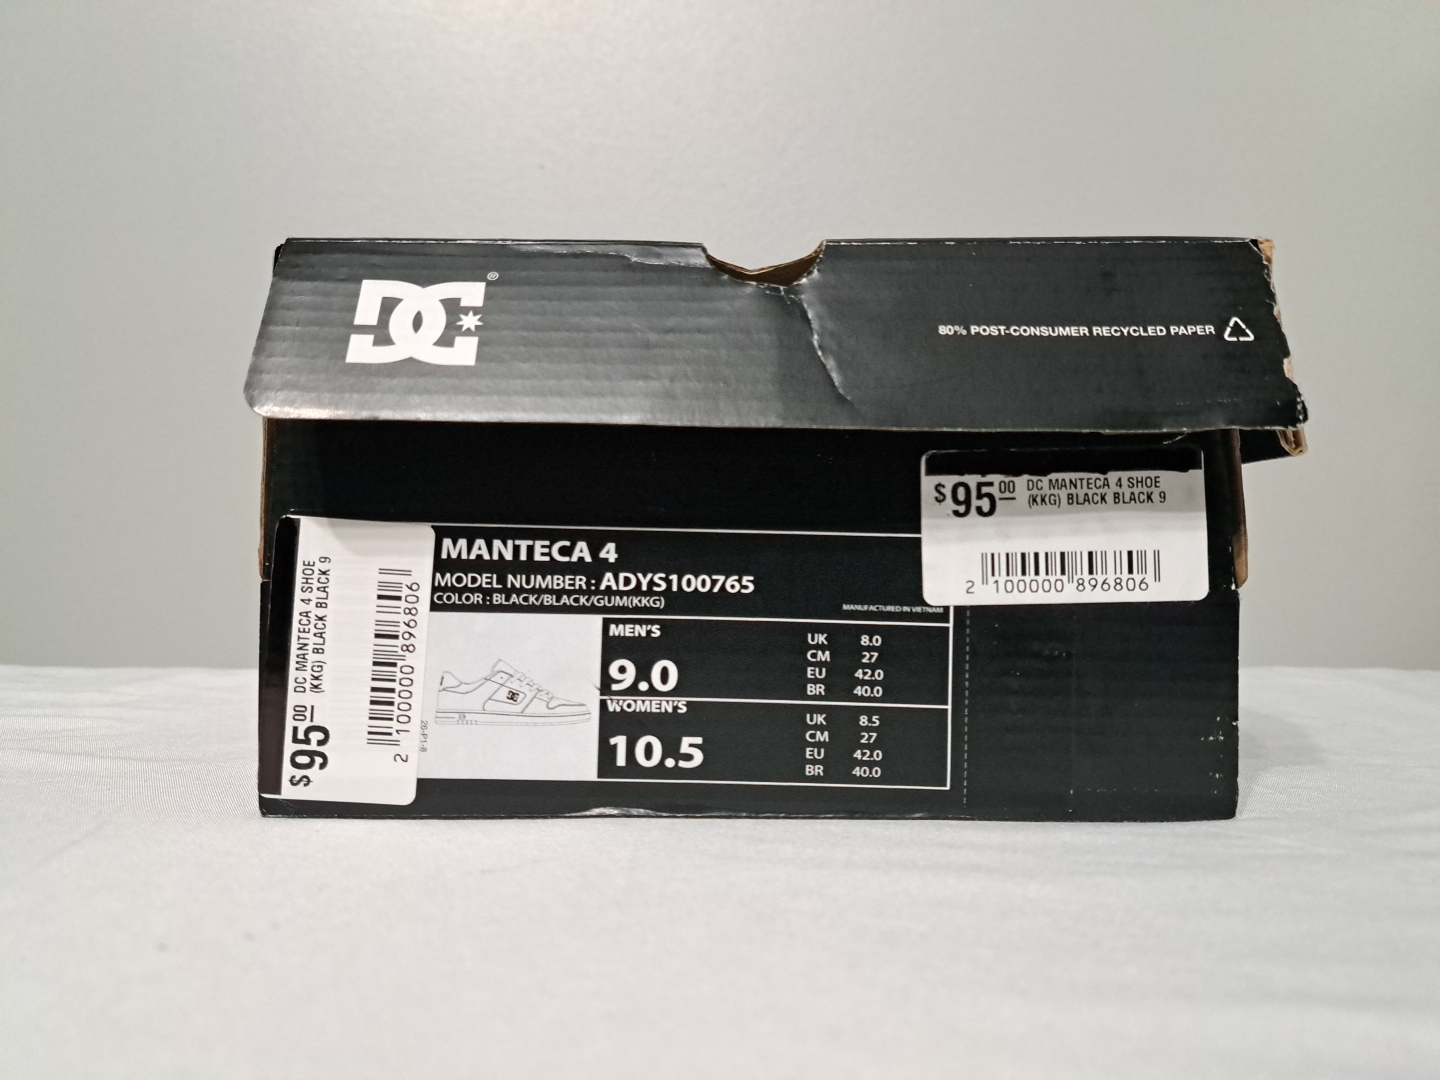 DC
®
80% POST-CONSUMER RECYCLED PAPER
$95 00 DC MANTECA 4 SHOE
(KKG) BLACK BLACK 9
2 100000 896806
$95 00 DC MANTECA 4 SHOE
(KKG) BLACK BLACK 9
2 100000 896806
26-P1-8
MANTECA 4
MODEL NUMBER : ADYS100765
COLOR : BLACK/BLACK/GUM(KKG)
MANUFACTURED IN VIETNAM
MEN'S
9.0
UK 8.0
CM 27
EU 42.0
BR 40.0
WOMEN'S
10.5
UK 8.5
CM 27
EU 42.0
BR 40.0